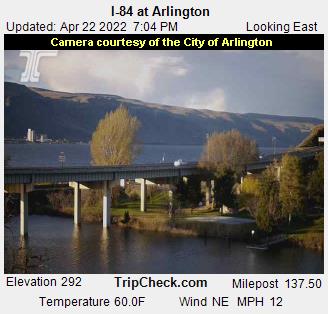 I-84 at Arlington
Updated: Apr 22 2022 7:04 PM Looking East
Camera courtesy of the City of Arlington
Elevation 292 TripCheck.com Milepost 137.50
Temperature 60.0F Wind NE MPH 12